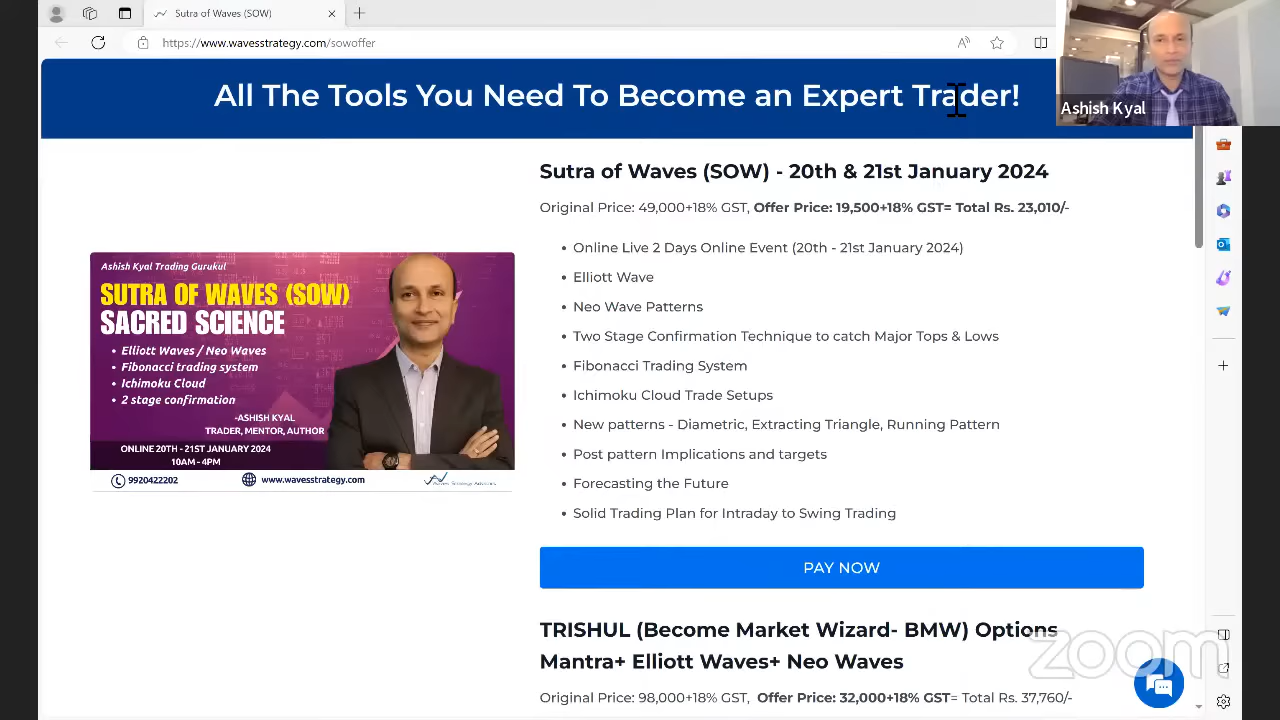 Sutra of Waves (SOW)
https://www.wavesstrategy.com/sowoffer
All The Tools You Need To Become an Expert Trader!
Ashish Kyal
Sutra of Waves (SOW) - 20th & 21st January 2024
Original Price: 49,000+18% GST, Offer Price: 19,500+18% GST= Total Rs. 23,010/-
Online Live 2 Days Online Event (20th - 21st January 2024)
Elliott Wave
Neo Wave Patterns
Two Stage Confirmation Technique to catch Major Tops & Lows
Fibonacci Trading System
Ichimoku Cloud Trade Setups
New patterns - Diametric, Extracting Triangle, Running Pattern
Post pattern Implications and targets
Forecasting the Future
Solid Trading Plan for Intraday to Swing Trading
Ashish Kyal Trading Gurukul
SUTRA OF WAVES (SOW)
SACRED SCIENCE
Elliott Waves / Neo Waves
Fibonacci trading system
Ichimoku Cloud
2 stage confirmation
-ASHISH KYAL
TRADER, MENTOR, AUTHOR
ONLINE 20TH - 21ST JANUARY 2024
10AM - 4PM
9920422202
www.wavesstrategy.com
Waves Strategy Advisors
PAY NOW
TRISHUL (Become Market Wizard- BMW) Options
Mantra+ Elliott Waves+ Neo Waves
Original Price: 98,000+18% GST, Offer Price: 32,000+18% GST= Total Rs. 37,760/-
zoom